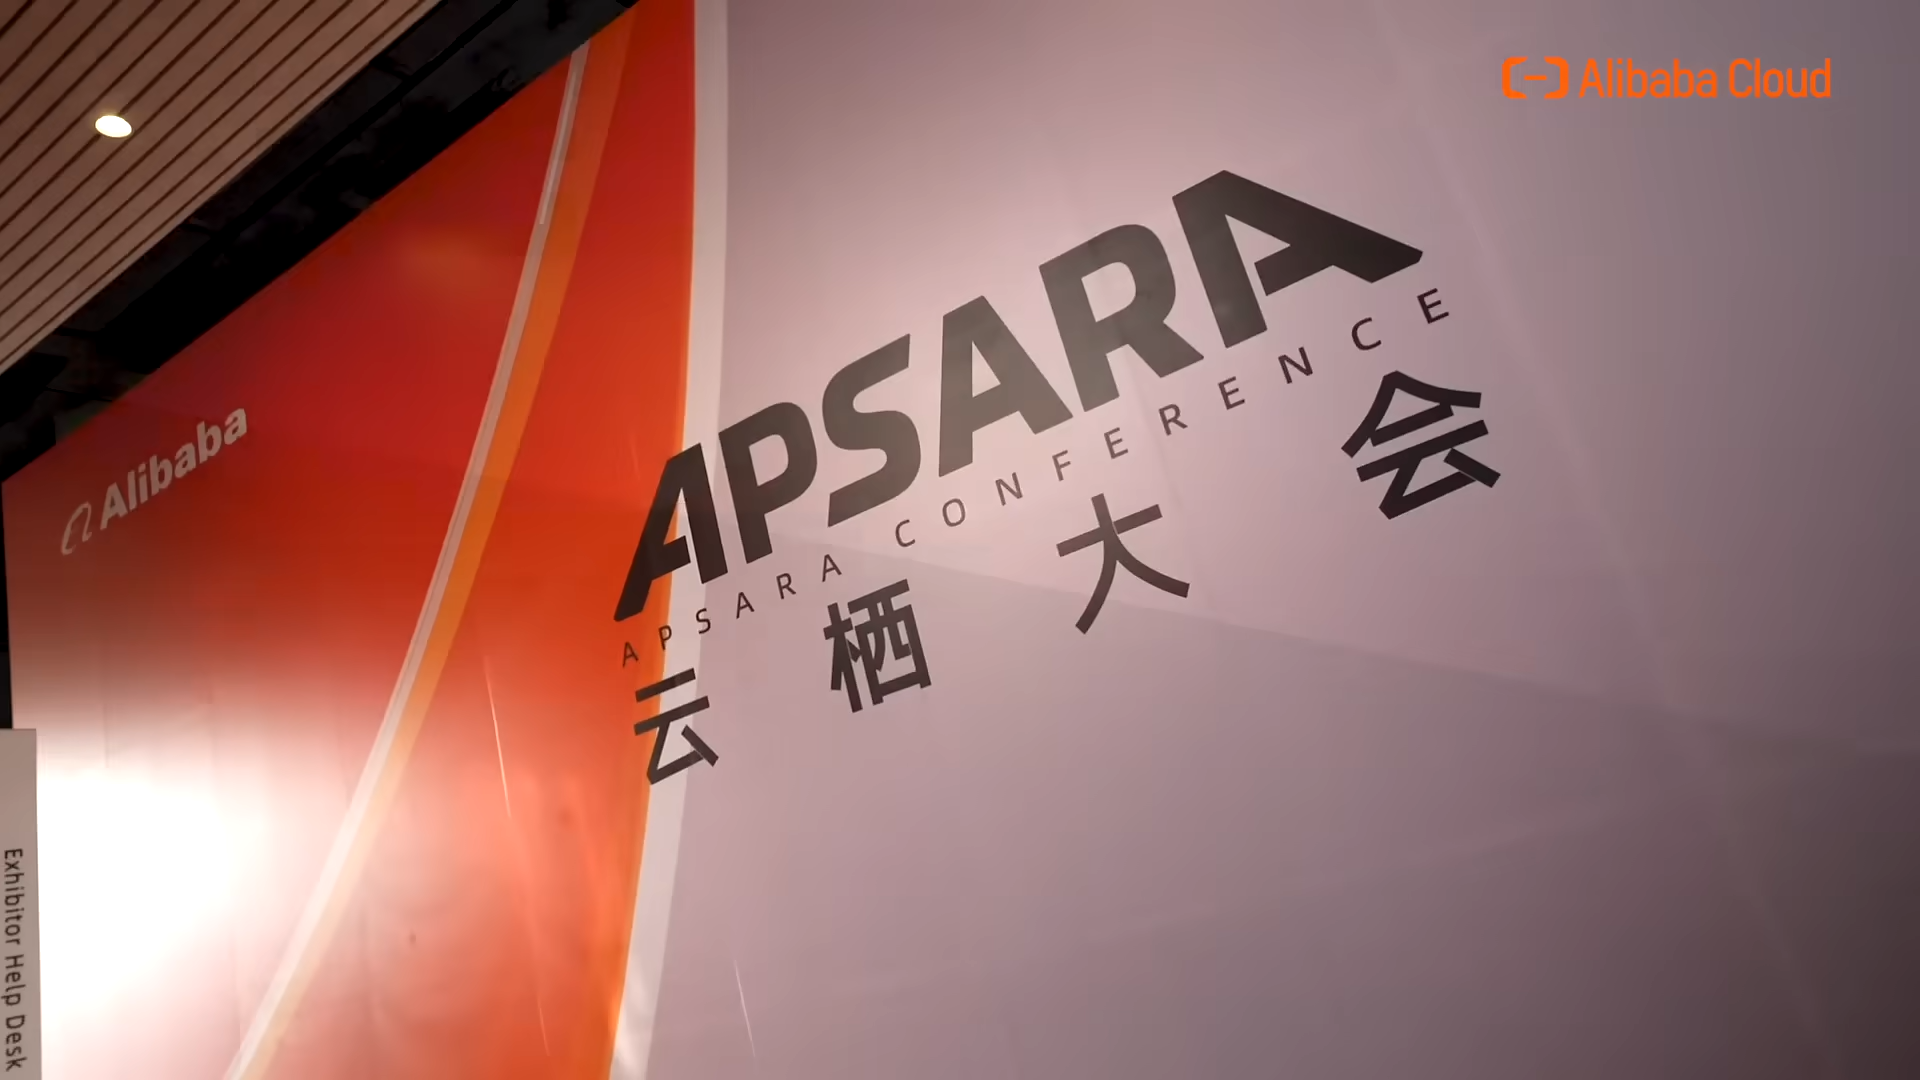 Alibaba Cloud
Alibaba
APSARA
APSARA CONFERENCE
云栖大会
Exhibitor Help Desk